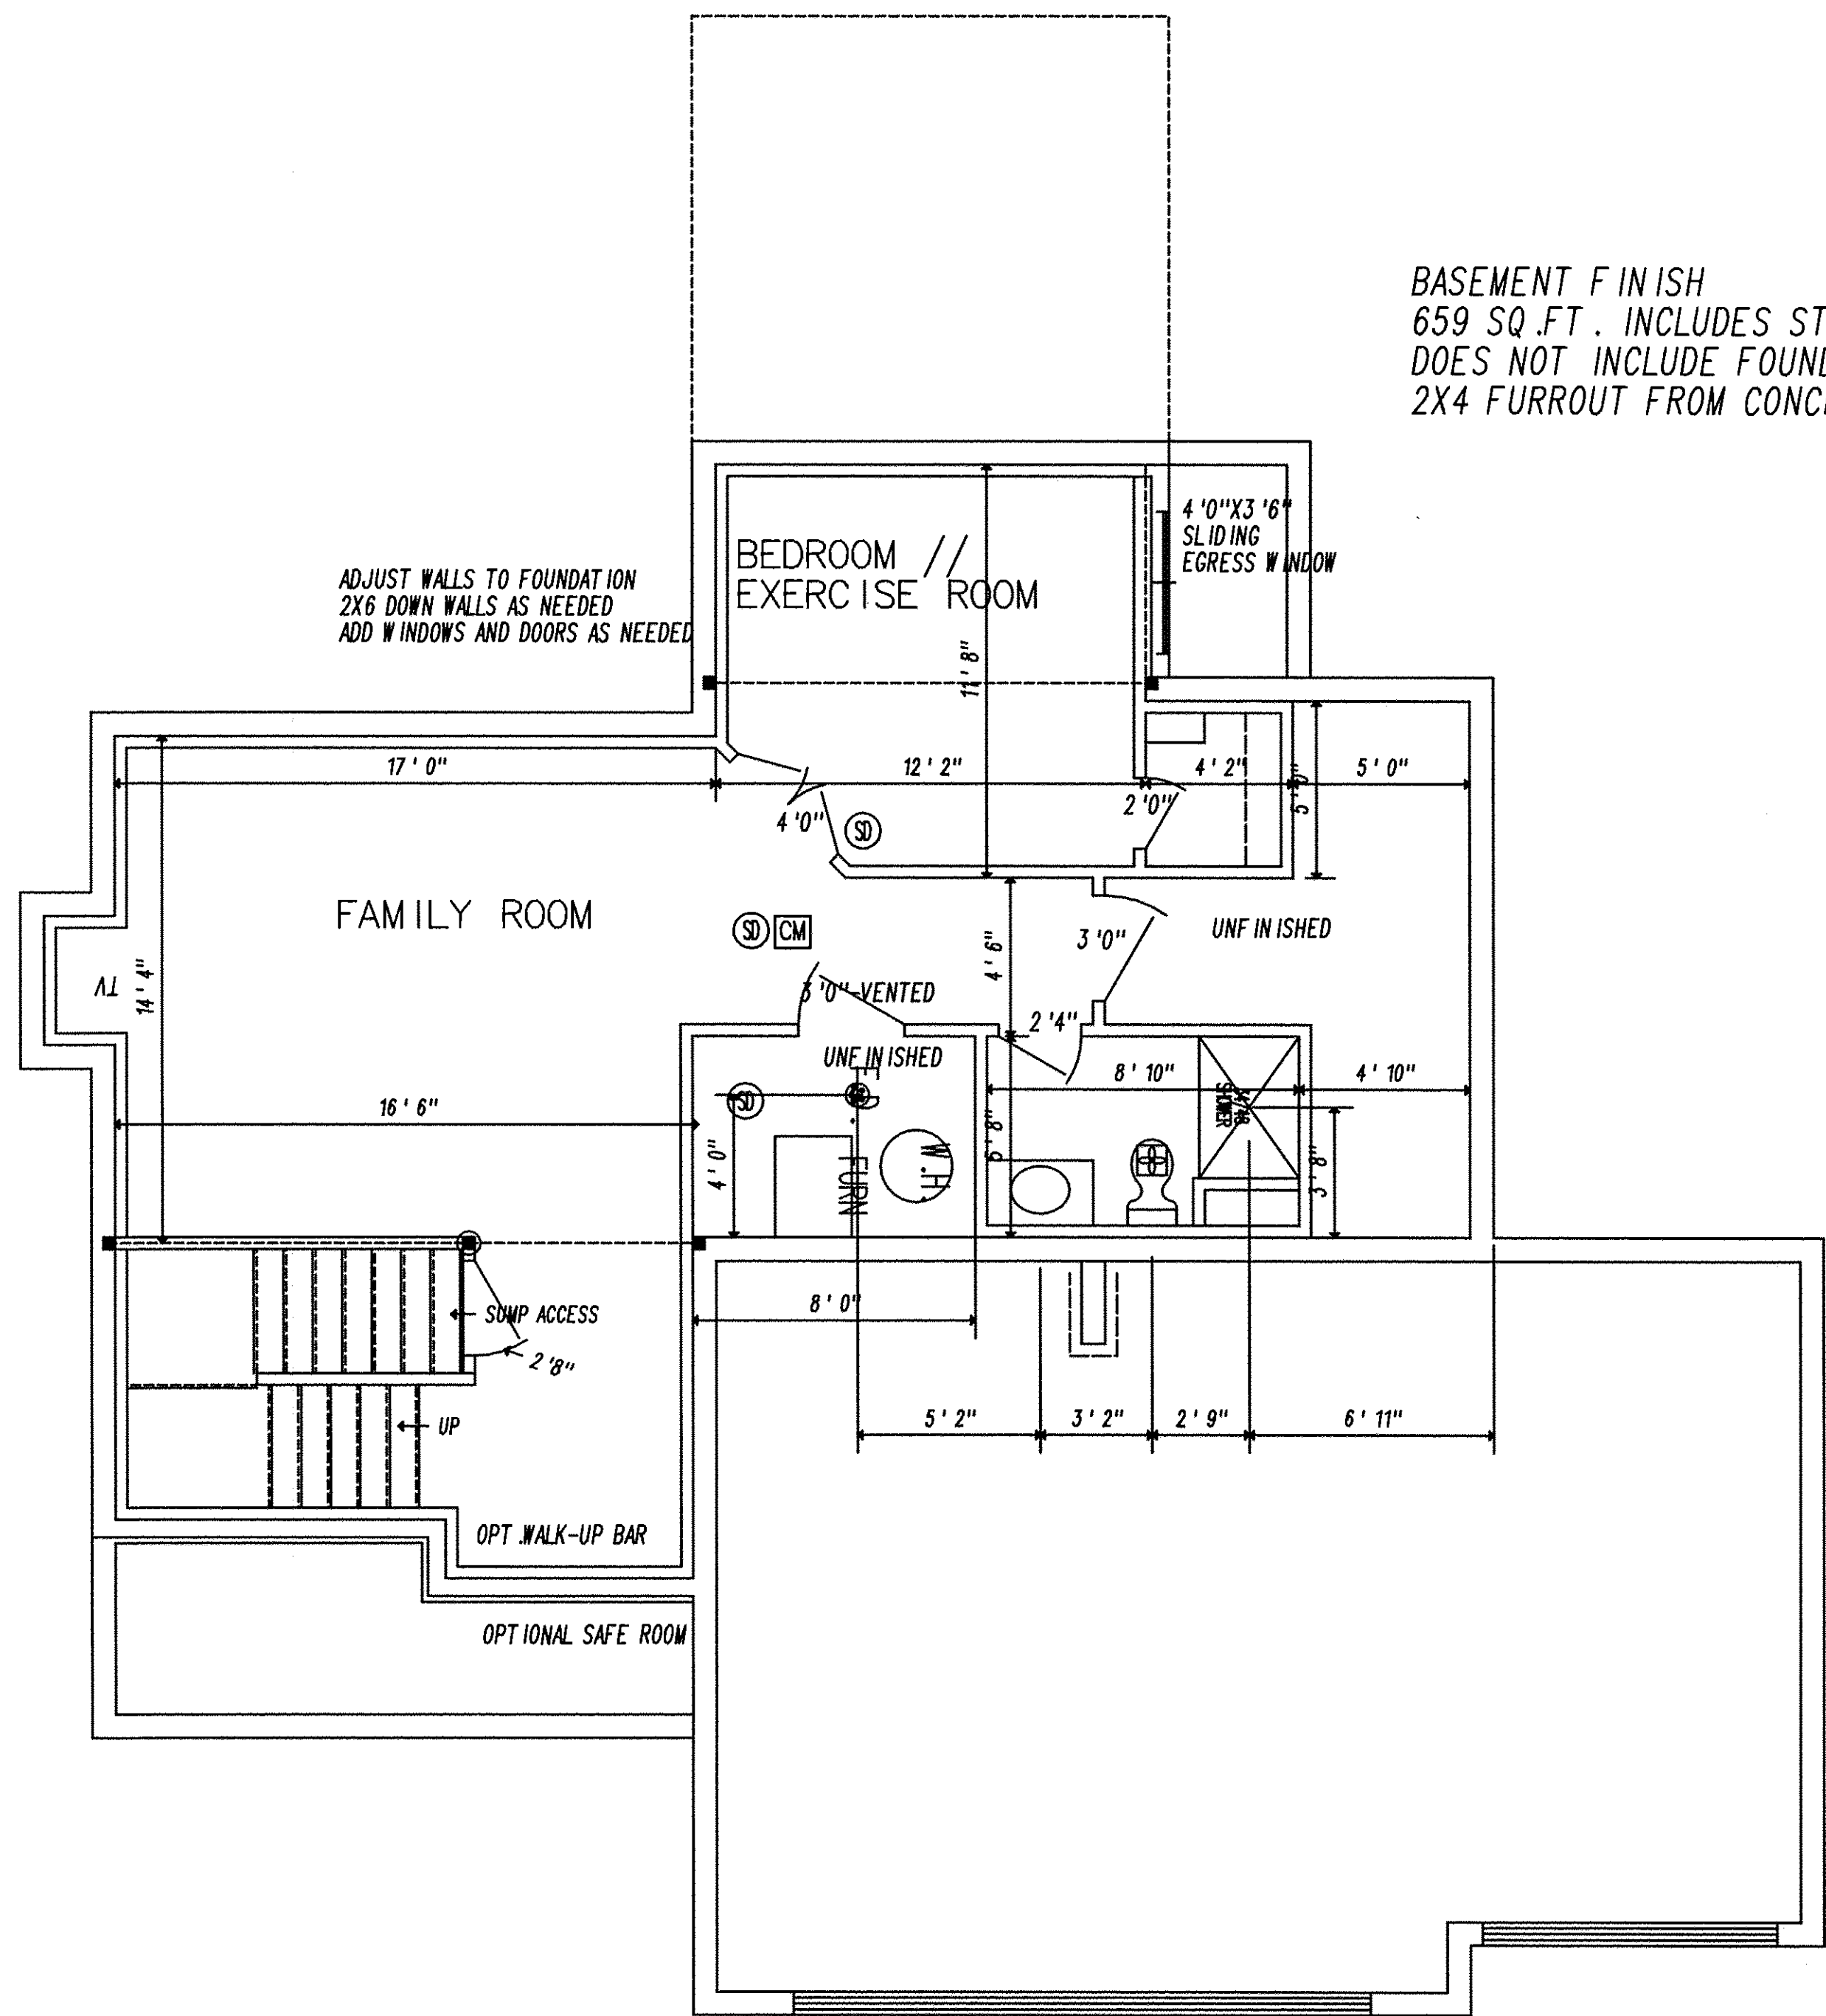 BASEMENT FINISH
659 SQ.FT. INCLUDES ST
DOES NOT INCLUDE FOUN
2X4 FURROUT FROM CONC
4'0"X3'6"
SLIDING
EGRESS WINDOW
BEDROOM //
EXERCISE ROOM
ADJUST WALLS TO FOUNDATION
2X6 DOWN WALLS AS NEEDED
ADD WINDOWS AND DOORS AS NEEDED
11'8"
17'0"
12'2"
4'2"
5'0"
5'0"
2'0"
4'0"
SD
FAMILY ROOM
SD CM
3'0"
UNFINISHED
4'6"
TV
14'4"
3'0"-VENTED
2'4"
UNFINISHED
F.D.
8'10"
4'10"
SD
16'6"
SHOWER
4'0"
5'8"
3'8"
W.H.
FURN
8'0"
SUMP ACCESS
2'8"
UP
5'2"
3'2"
2'9"
6'11"
OPT.WALK-UP BAR
OPTIONAL SAFE ROOM